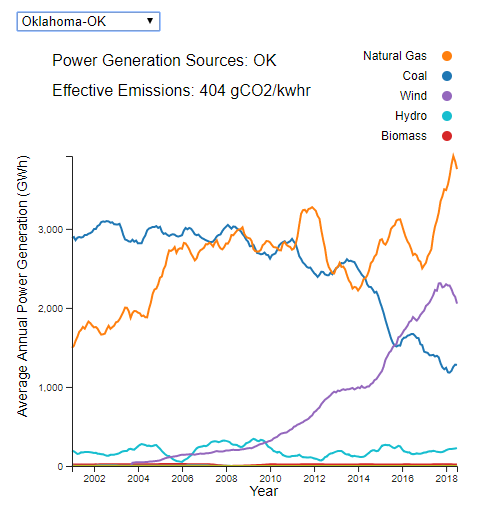 Oklahoma-OK
Power Generation Sources: OK
Effective Emissions: 404 gCO2/kwhr
Natural Gas
Coal
Wind
Hydro
Biomass
Average Annual Power Generation (GWh)
3,000
2,000
1,000
0
2002 2004 2006 2008 2010 2012 2014 2016 2018
Year